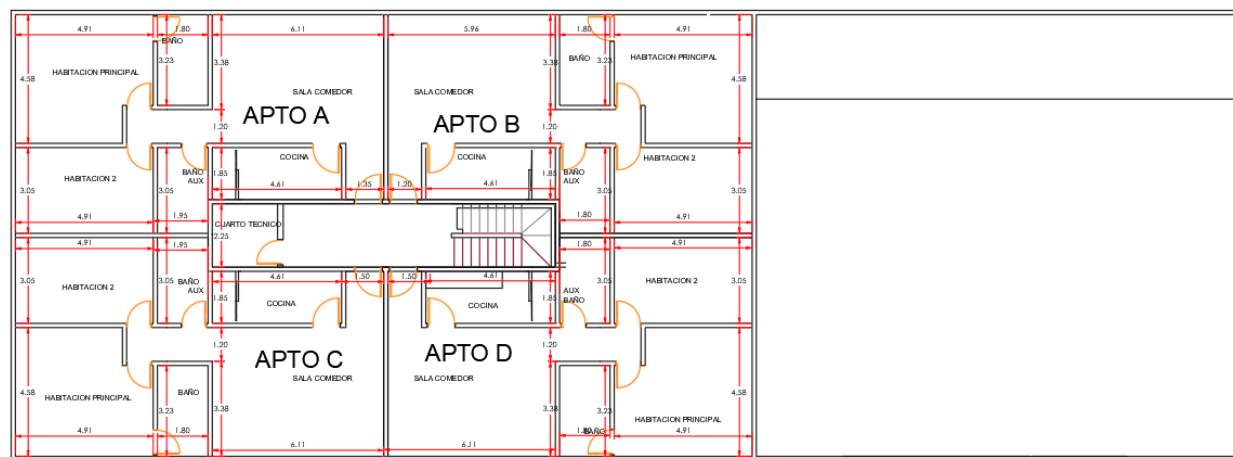 4.91 1.80 6.11 5.96 1.80 4.91
BAÑO
3.23 3.38 3.38 3.23
HABITACION PRINCIPAL BAÑO HABITACION PRINCIPAL
4.58 4.58
SALA COMEDOR SALA COMEDOR
APTO A APTO B
1.20 1.20
COCINA COCINA HABITACION 2
BAÑO AUX BAÑO AUX
HABITACION 2
3.05 3.05 1.85 4.61 1.35 1.20 4.61 1.85 3.05 3.05
4.91 1.95 1.80 4.91
CUARTO TECNICO
2.25
4.91 1.95 1.80 4.91
3.05 3.05 4.61 1.50 1.50 4.61 3.05 3.05
HABITACION 2 BAÑO AUX 1.85 1.85 AUX BAÑO HABITACION 2
COCINA COCINA
1.20 1.20
APTO C APTO D
SALA COMEDOR SALA COMEDOR
4.58 4.58
HABITACION PRINCIPAL BAÑO
3.23 3.38 3.38 3.23
HABITACION PRINCIPAL
4.91 1.80 6.11 6.11 1.80 BAÑO 4.91